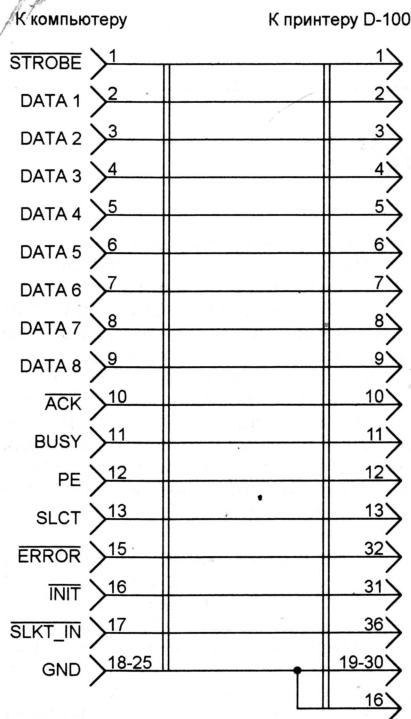 К компьютеру К принтеру D-100
STROBE 1 1
DATA 1 2 2
DATA 2 3 3
DATA 3 4 4
DATA 4 5 5
DATA 5 6 6
DATA 6 7 7
DATA 7 8 8
DATA 8 9 9
ACK 10 10
BUSY 11 11
PE 12 12
SLCT 13 13
ERROR 15 32
INIT 16 31
SLKT_IN 17 36
GND 18-25 19-30
16